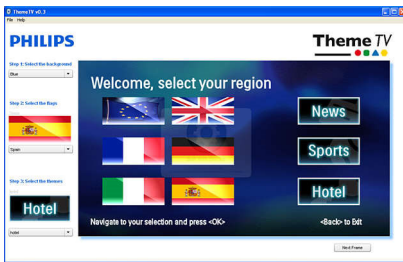 ThemeTV v0.3
File Help
PHILIPS
Theme TV
Step 1: Select the background
Blue
Step 2: Select the flags
Spain
Step 3: Select the themes
Hotel
hotel
Welcome, select your region
News
Sports
Hotel
Navigate to your selection and press <OK>
<Back> to Exit
Next Frame